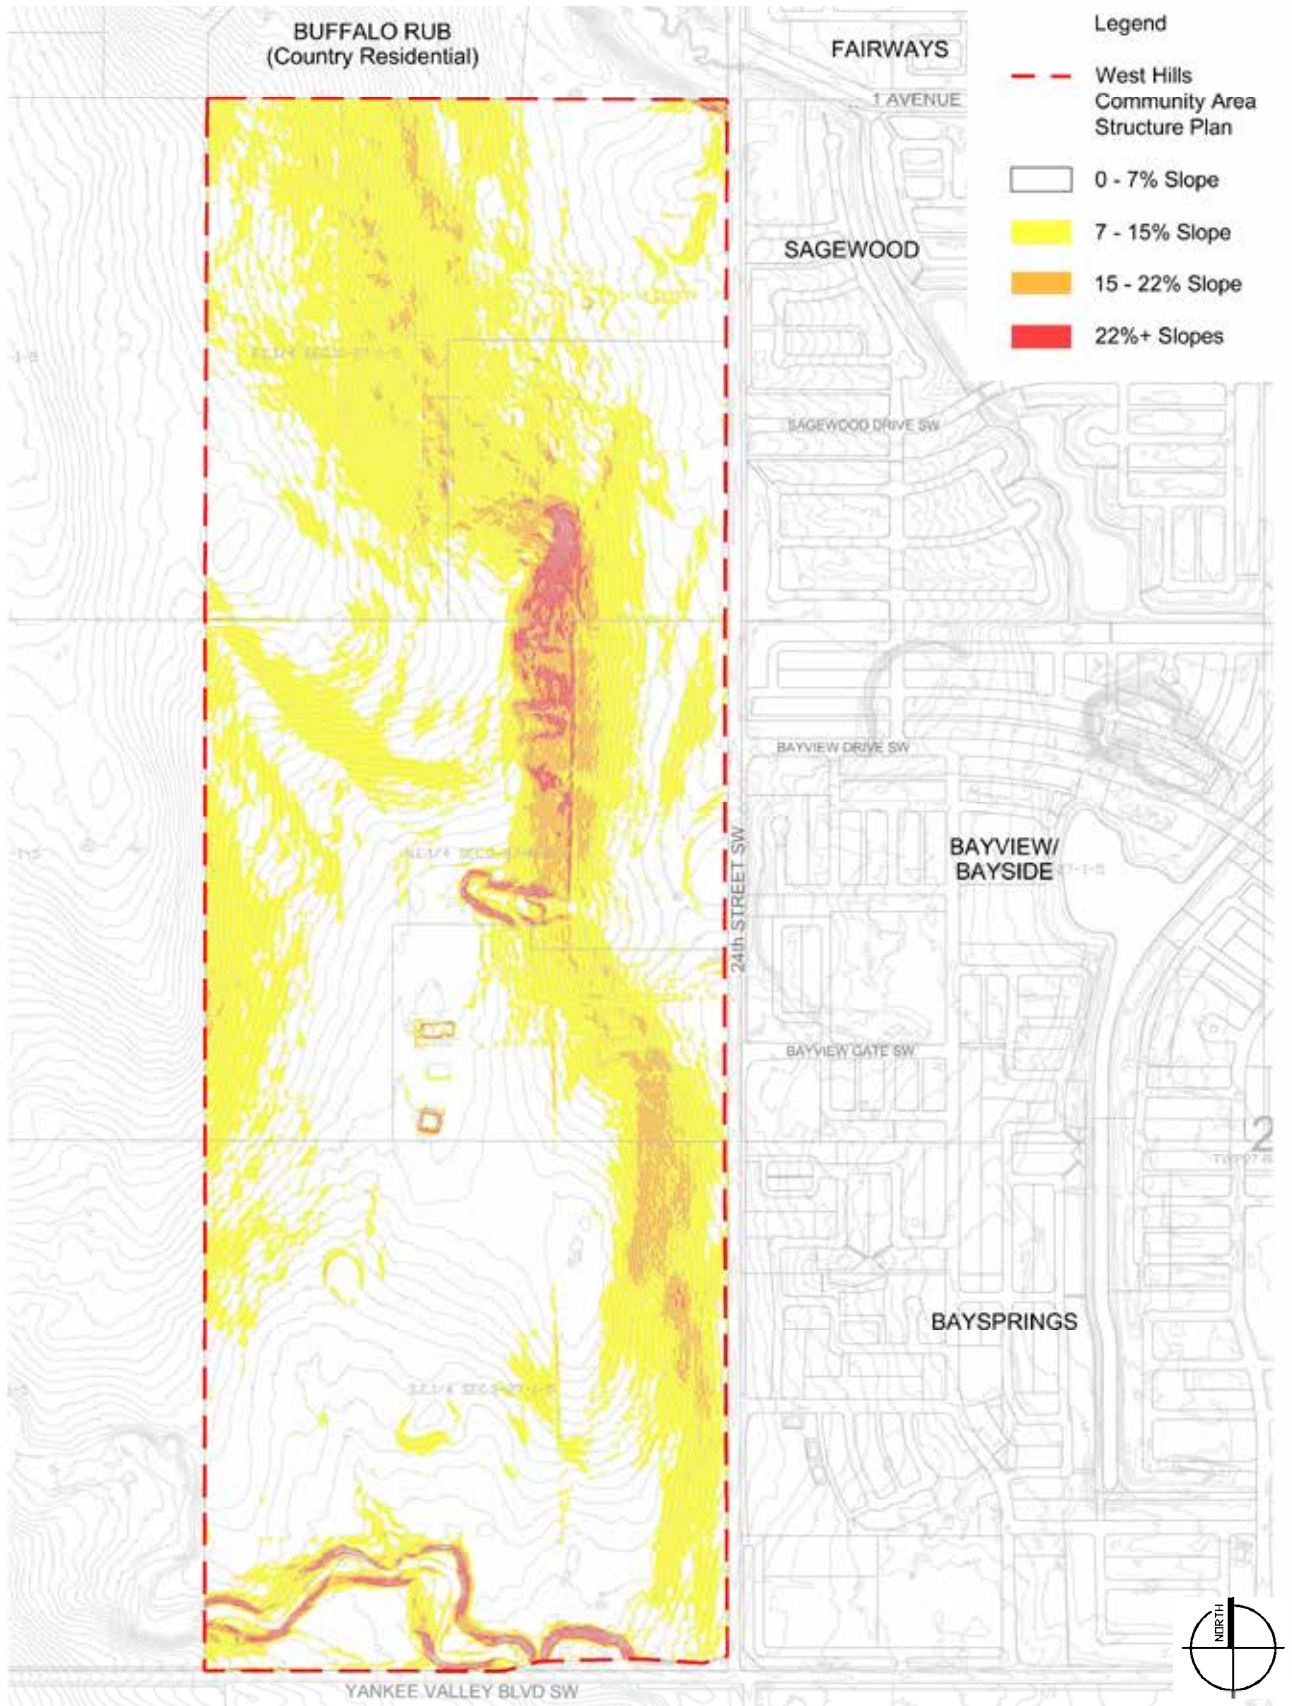 BUFFALO RUB
(Country Residential)
FAIRWAYS
Legend
West Hills
Community Area
Structure Plan
0 - 7% Slope
7 - 15% Slope
15 - 22% Slope
22%+ Slopes
1 AVENUE
SAGEWOOD
SAGEWOOD DRIVE SW
BAYVIEW DRIVE SW
24th STREET SW
BAYVIEW/
BAYSIDE
BAYVIEW GATE SW
2
BAYSPRINGS
NORTH
YANKEE VALLEY BLVD SW